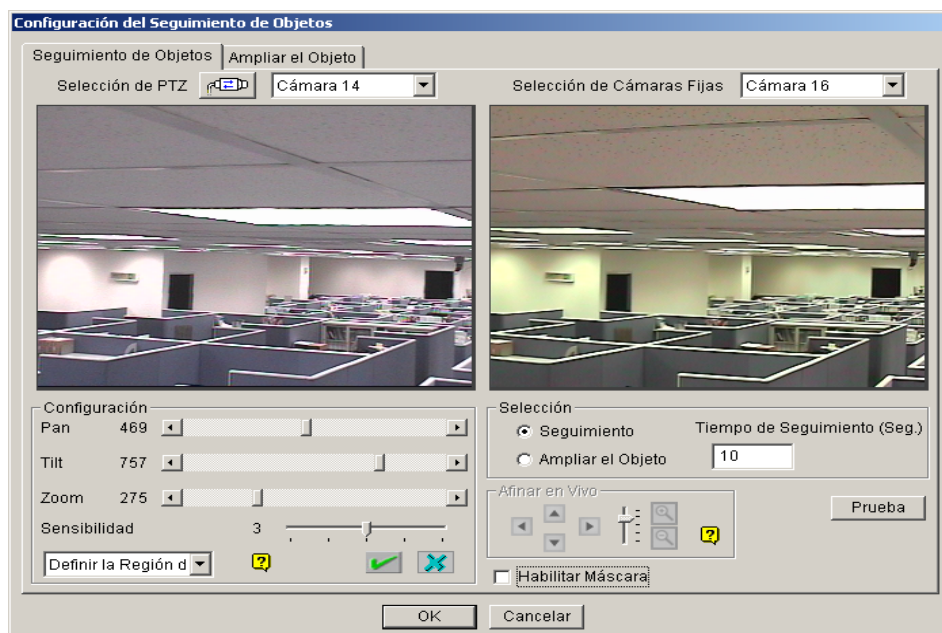 Configuración del Seguimiento de Objetos
Seguimiento de Objetos
Ampliar el Objeto
Selección de PTZ
Cámara 14
Selección de Cámaras Fijas
Cámara 16
Configuración
Pan 469
Tilt 757
Zoom 275
Sensibilidad 3
Definir la Región d
?
Selección
Seguimiento
Ampliar el Objeto
Tiempo de Seguimiento (Seg.)
10
Afinar en Vivo
?
Prueba
Habilitar Máscara
OK
Cancelar